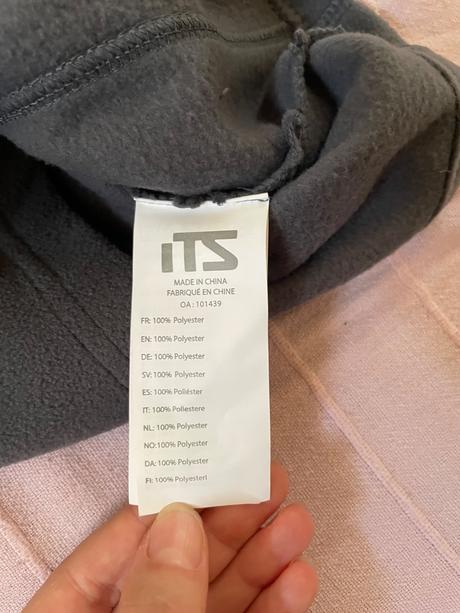 iTS
MADE IN CHINA
FABRIQUÉ EN CHINE
OA : 101439
FR: 100% Polyester
EN: 100% Polyester
DE: 100% Polyester
SV: 100% Polyester
ES: 100% Poliéster
IT: 100% Poliestere
NL: 100% Polyester
NO:100% Polyester
DA: 100% Polyester
FI: 100% Polyesteri